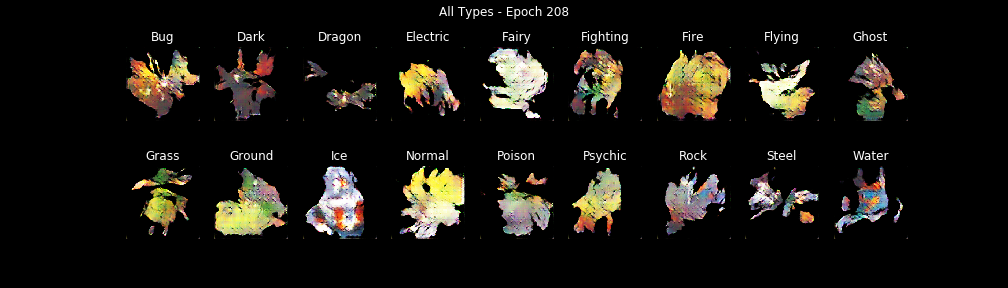 All Types - Epoch 208
Bug Dark Dragon Electric Fairy Fighting Fire Flying Ghost
Grass Ground Ice Normal Poison Psychic Rock Steel Water